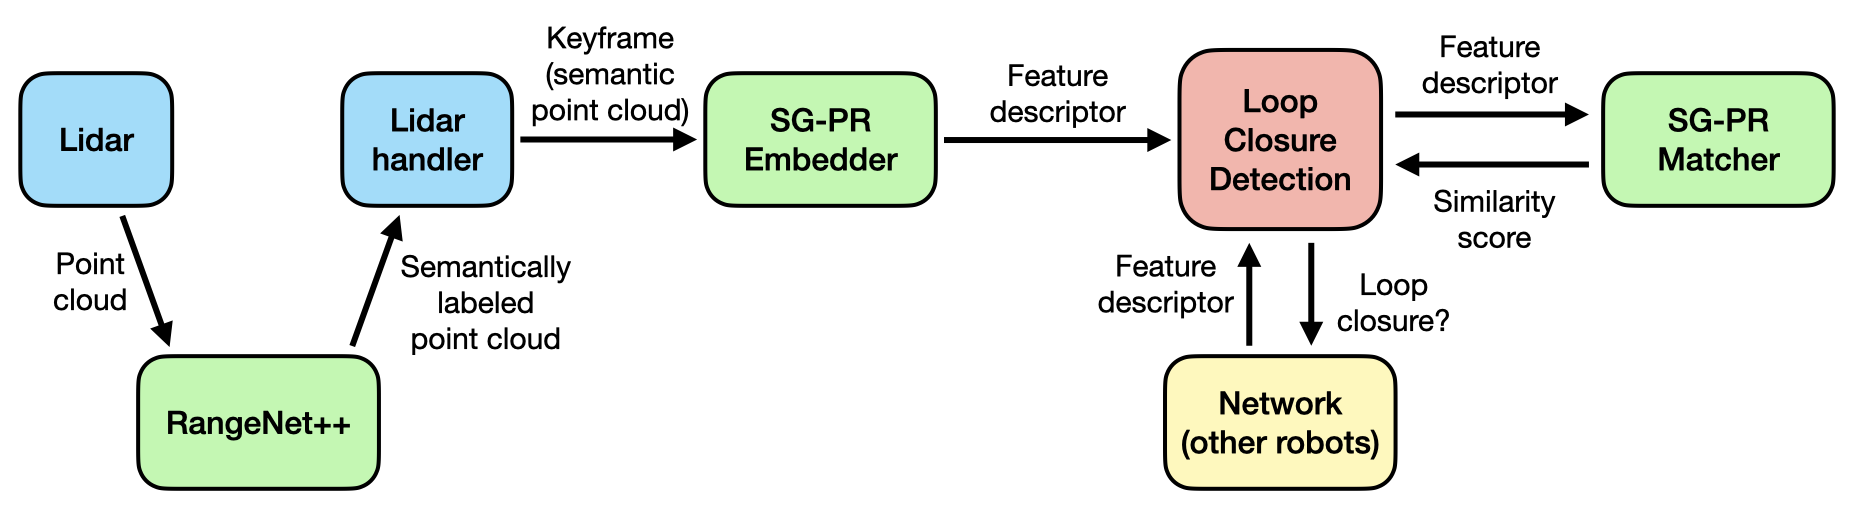 Lidar
Point
cloud
RangeNet++
Semantically
labeled
point cloud
Lidar
handler
Keyframe
(semantic
point cloud)
SG-PR
Embedder
Feature
descriptor
Loop
Closure
Detection
Feature
descriptor
SG-PR
Matcher
Similarity
score
Feature
descriptor
Loop
closure?
Network
(other robots)